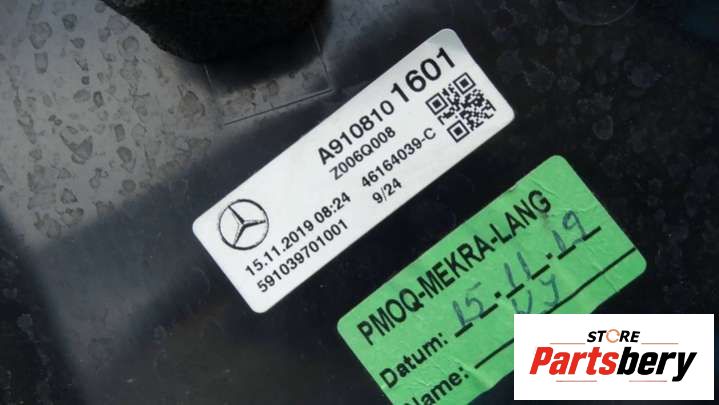 A910810 1601
Z006Q008
15.11.2019 08:24 46164039-C
591039701001 9/24
PMOQ-MEKRA-LANG
Datum: 15.11.19
Name:
STORE
Partsbery